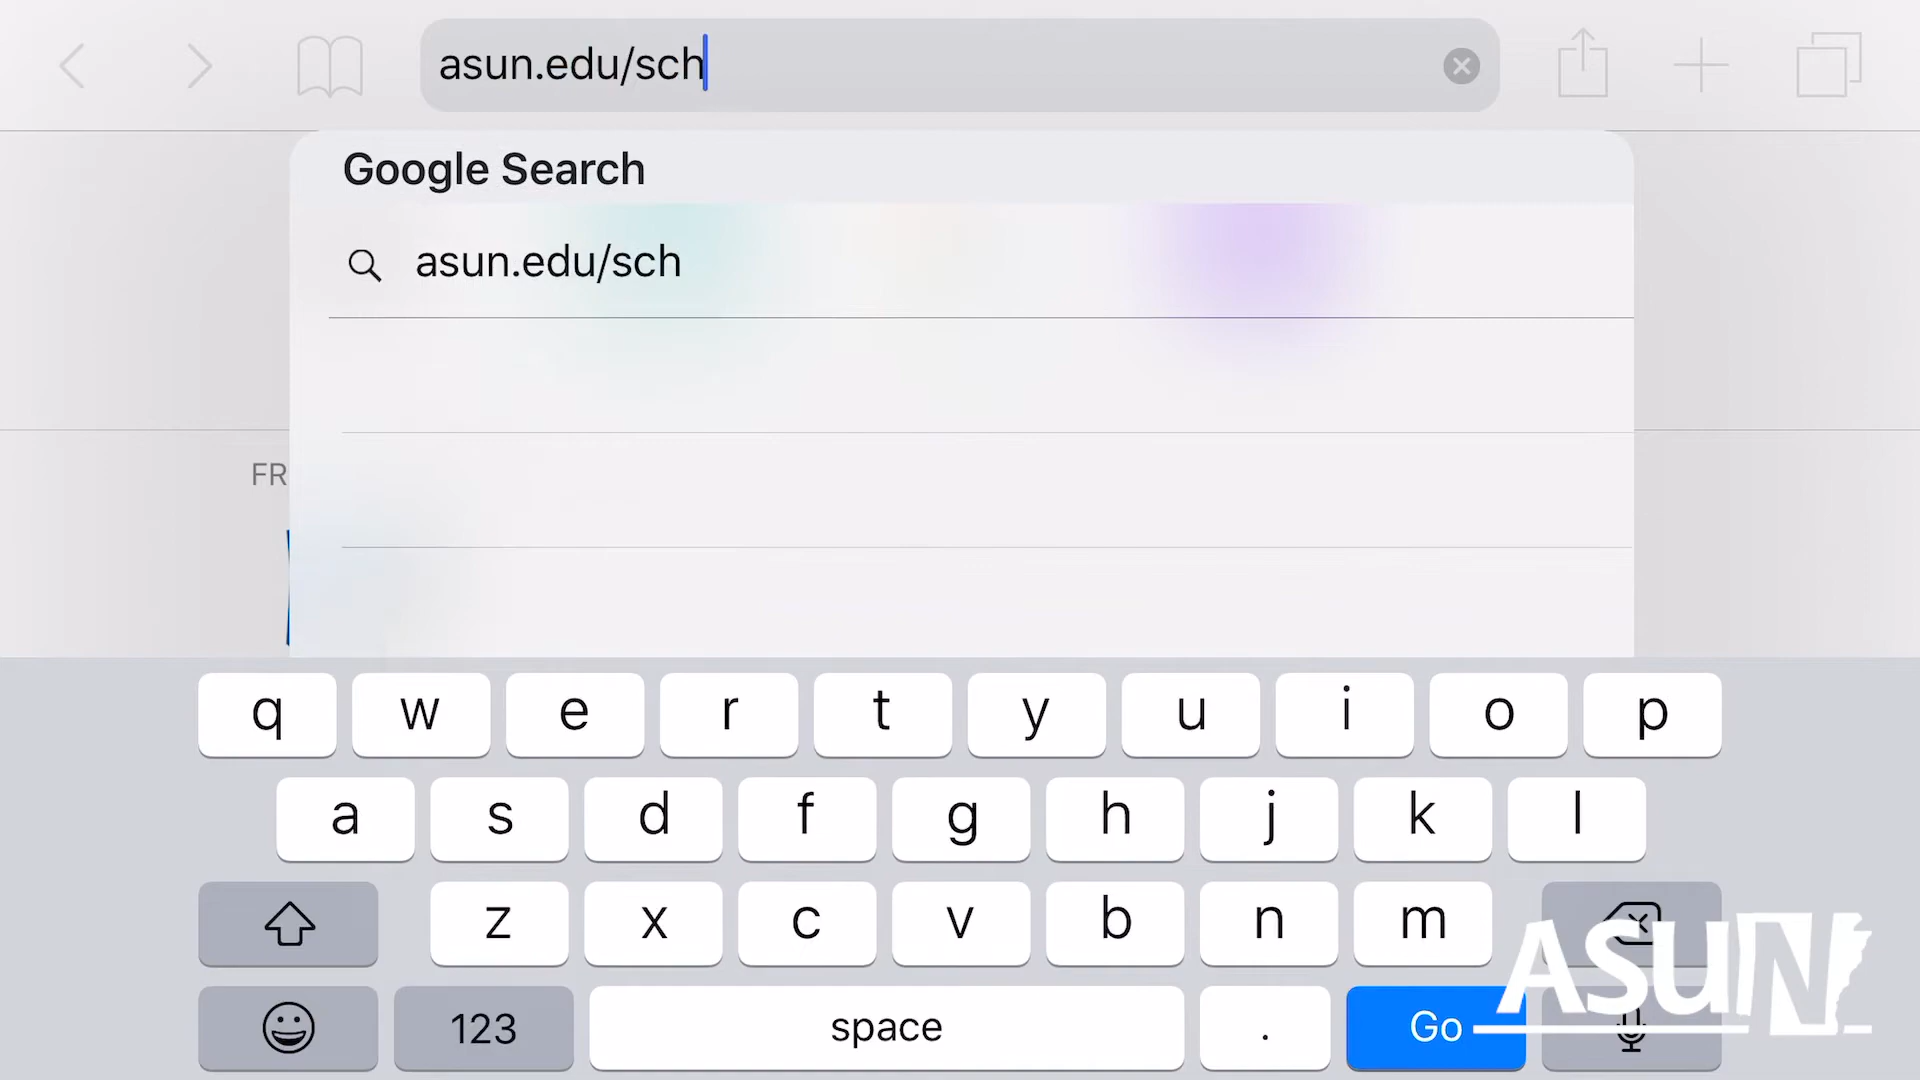 asun.edu/sch
Google Search
asun.edu/sch
FR
q w e r t y u i o p
a s d f g h j k l
z x c v b n m
123 space . Go
ASUN